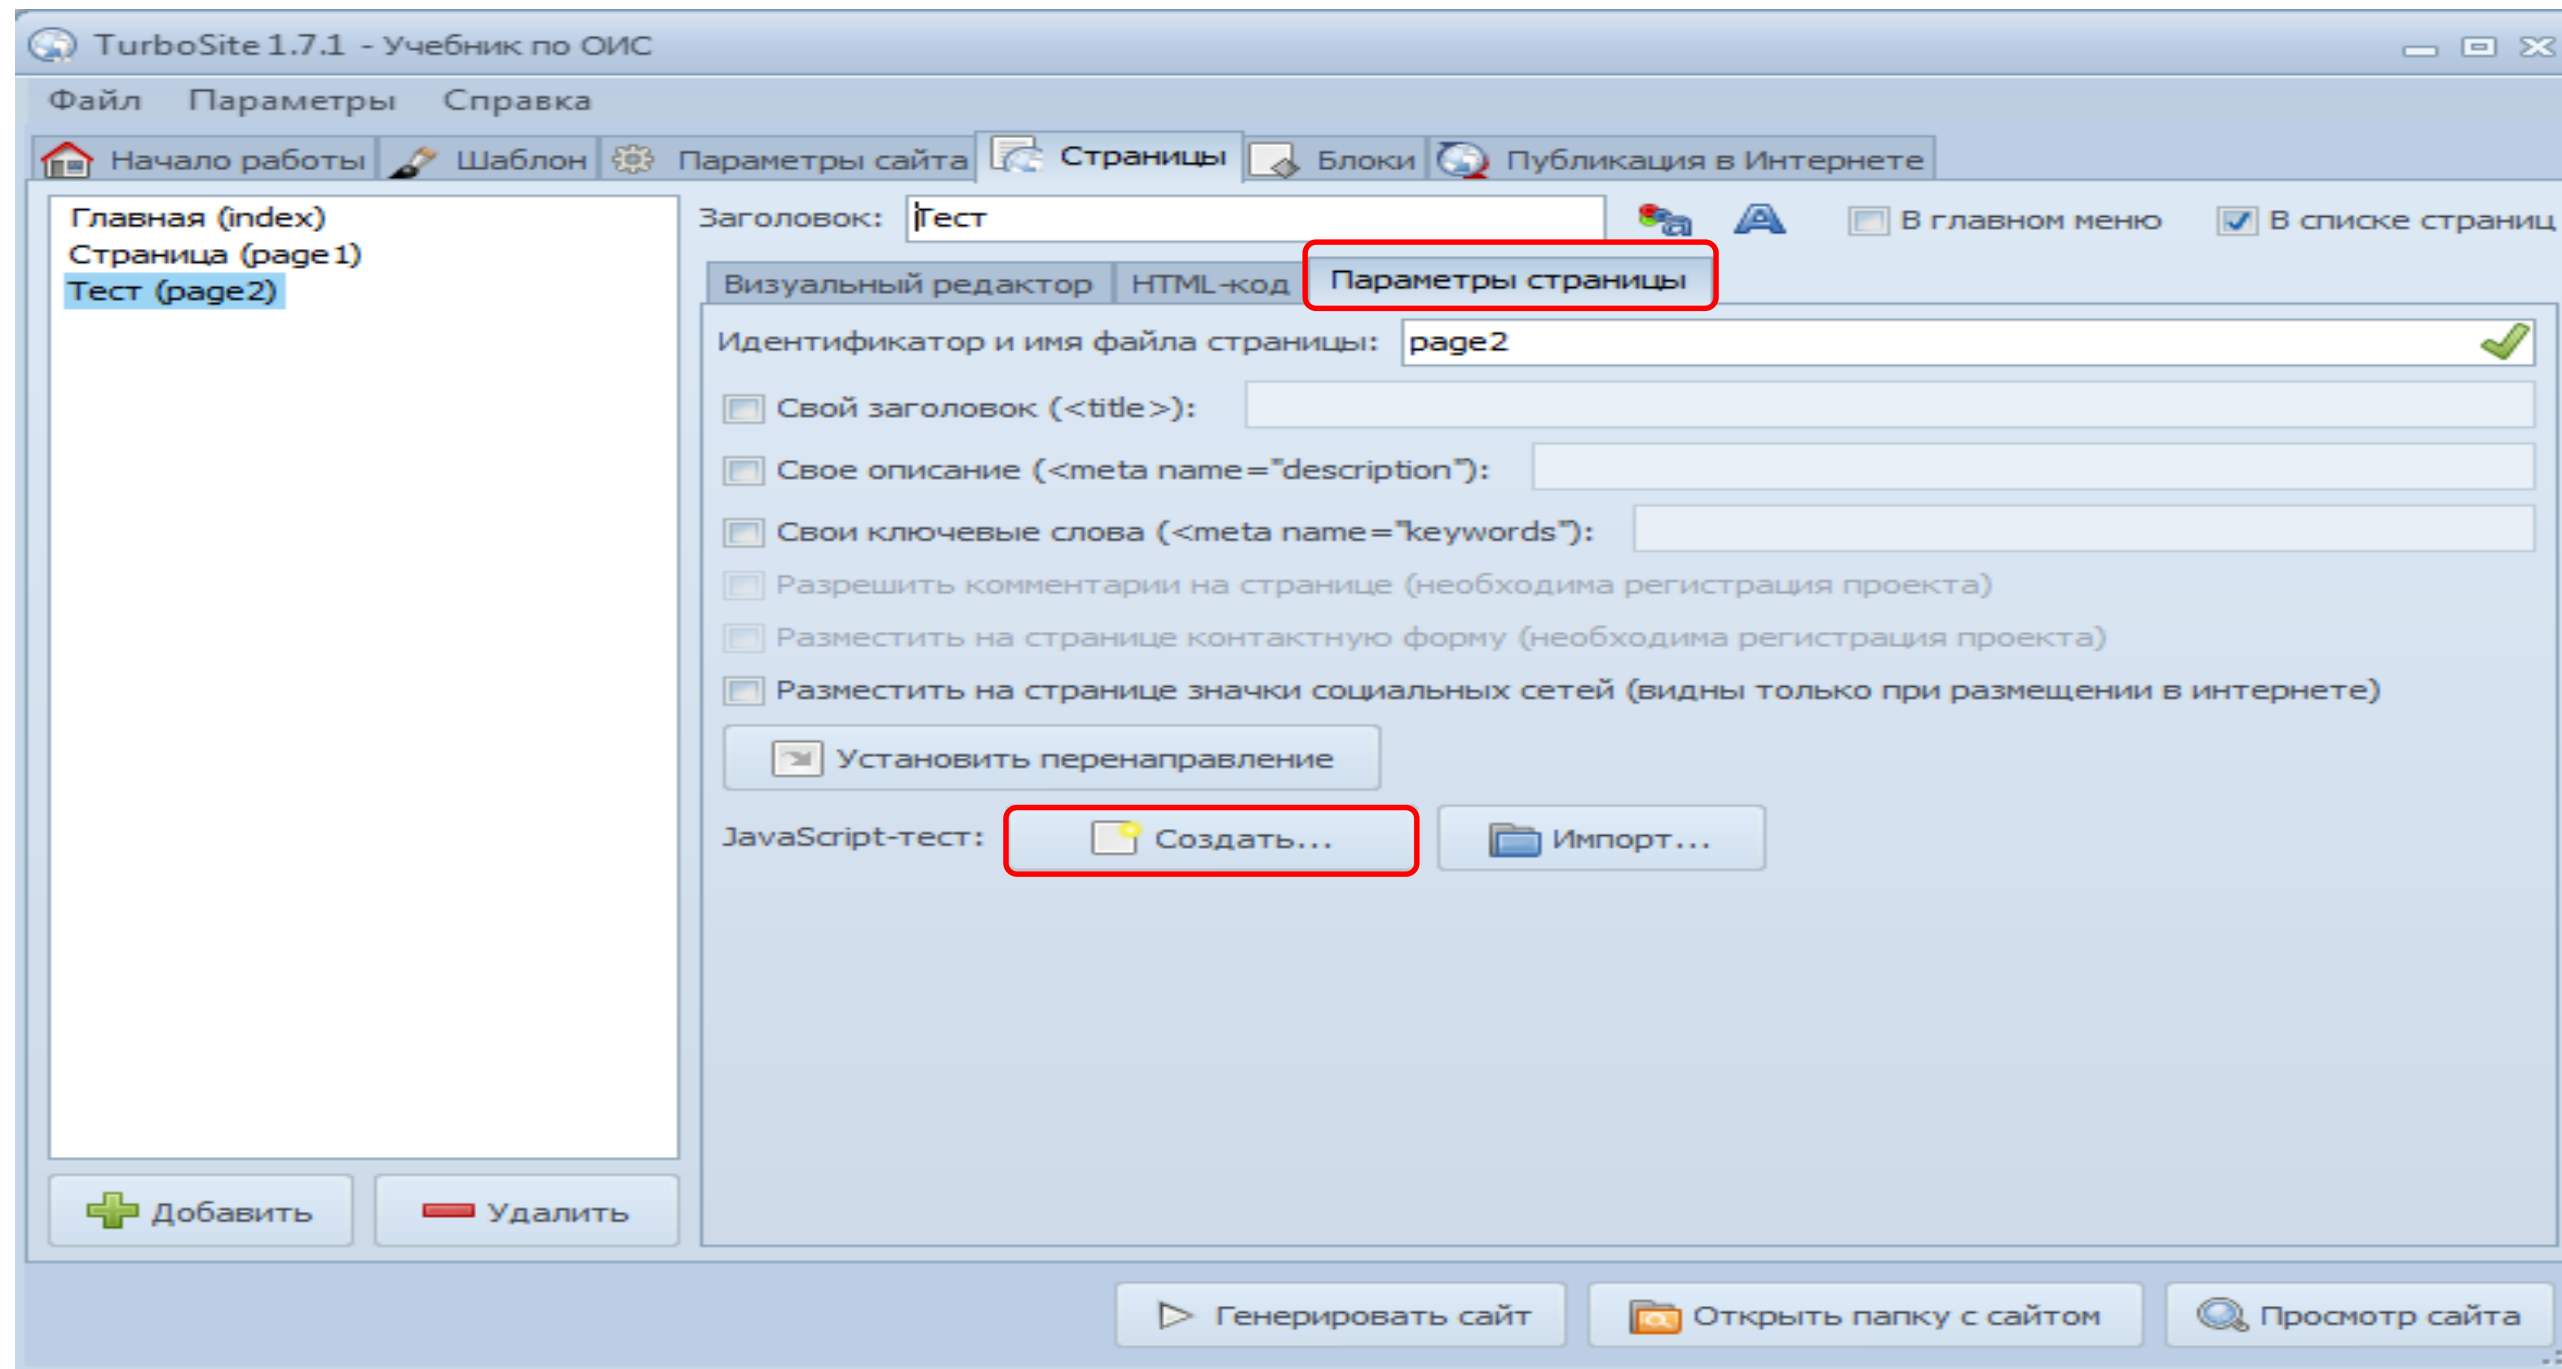 TurboSite 1.7.1 - Учебник по ОИС
Файл Параметры Справка
Начало работы Шаблон Параметры сайта Страницы Блоки Публикация в Интернете
Главная (index)
Страница (page1)
Тест (page2)
Заголовок: Тест В главном меню В списке страниц
Визуальный редактор HTML-код Параметры страницы
Идентификатор и имя файла страницы: page2
Свой заголовок (<title>):
Свое описание (<meta name="description"):
Свои ключевые слова (<meta name="keywords"):
Разрешить комментарии на странице (необходима регистрация проекта)
Разместить на странице контактную форму (необходима регистрация проекта)
Разместить на странице значки социальных сетей (видны только при размещении в интернете)
Установить перенаправление
JavaScript-тест: Создать... Импорт...
Добавить Удалить
Генерировать сайт Открыть папку с сайтом Просмотр сайта